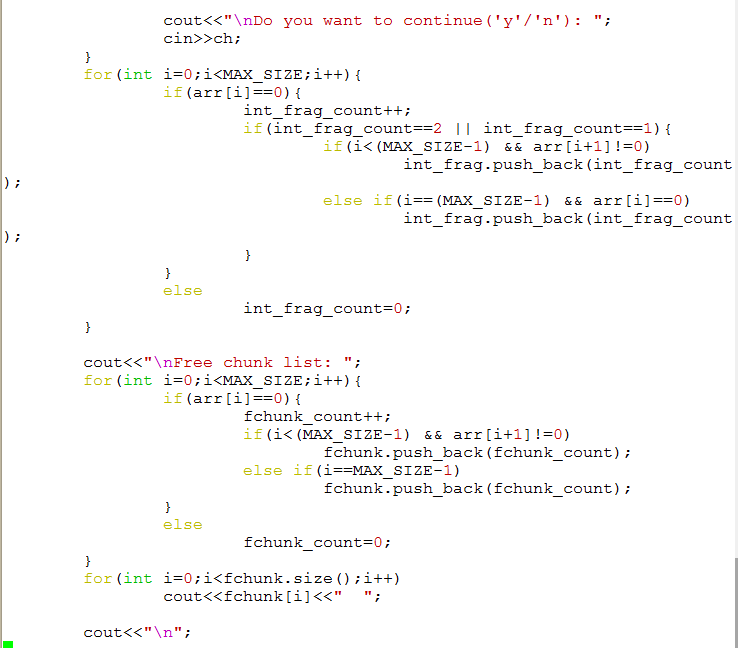 cout<<"\nDo you want to continue('y'/'n'): ";
                cin>>ch;
        }
        for(int i=0;i<MAX_SIZE;i++){
                if(arr[i]==0){
                        int_frag_count++;
                        if(int_frag_count==2 || int_frag_count==1){
                                if(i<(MAX_SIZE-1) && arr[i+1]!=0)
                                        int_frag.push_back(int_frag_count
);
                                else if(i==(MAX_SIZE-1) && arr[i]==0)
                                        int_frag.push_back(int_frag_count
);
                        }
                }
                else
                        int_frag_count=0;
        }

        cout<<"\nFree chunk list: ";
        for(int i=0;i<MAX_SIZE;i++){
                if(arr[i]==0){
                        fchunk_count++;
                        if(i<(MAX_SIZE-1) && arr[i+1]!=0)
                                fchunk.push_back(fchunk_count);
                        else if(i==MAX_SIZE-1)
                                fchunk.push_back(fchunk_count);
                }
                else
                        fchunk_count=0;
        }
        for(int i=0;i<fchunk.size();i++)
                cout<<fchunk[i]<<"  ";

        cout<<"\n";